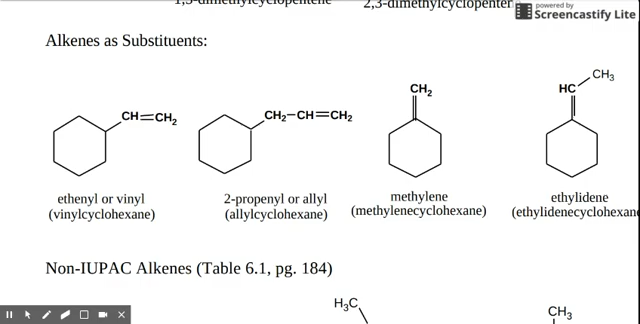 1,3-dimethylcyclopentene
2,3-dimethylcyclopenten
powered by
Screencastify Lite
Alkenes as Substituents:
CH=CH2
CH2-CH=CH2
CH2
HC
CH3
ethenyl or vinyl
(vinylcyclohexane)
2-propenyl or allyl
(allylcyclohexane)
methylene
(methylenecyclohexane)
ethylidene
(ethylidenecyclohexane
Non-IUPAC Alkenes (Table 6.1, pg. 184)
H3C
CH3